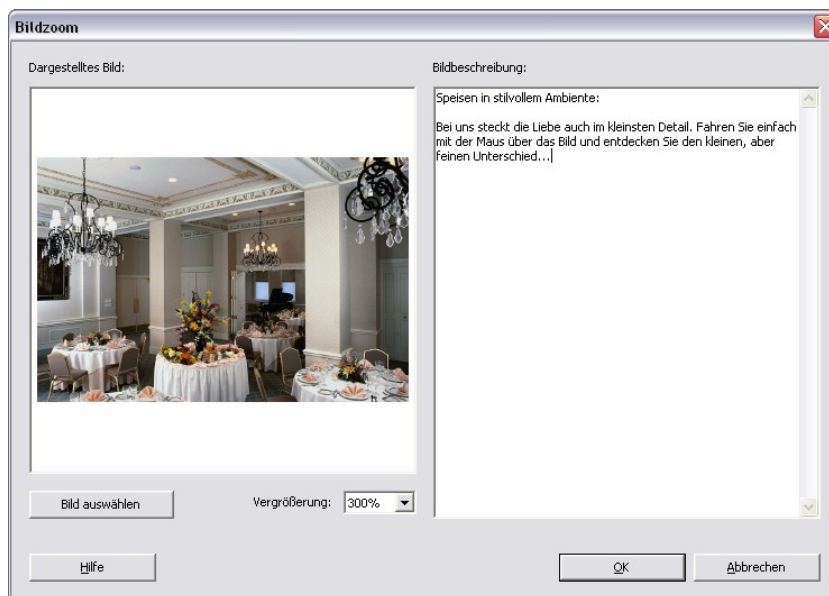 Bildzoom
Dargestelltes Bild:
Bildbeschreibung:
Speisen in stilvollem Ambiente:
Bei uns steckt die Liebe auch im kleinsten Detail. Fahren Sie einfach
mit der Maus über das Bild und entdecken Sie den kleinen, aber
feinen Unterschied...
Bild auswählen
Vergrößerung:
300%
Hilfe
OK
Abbrechen